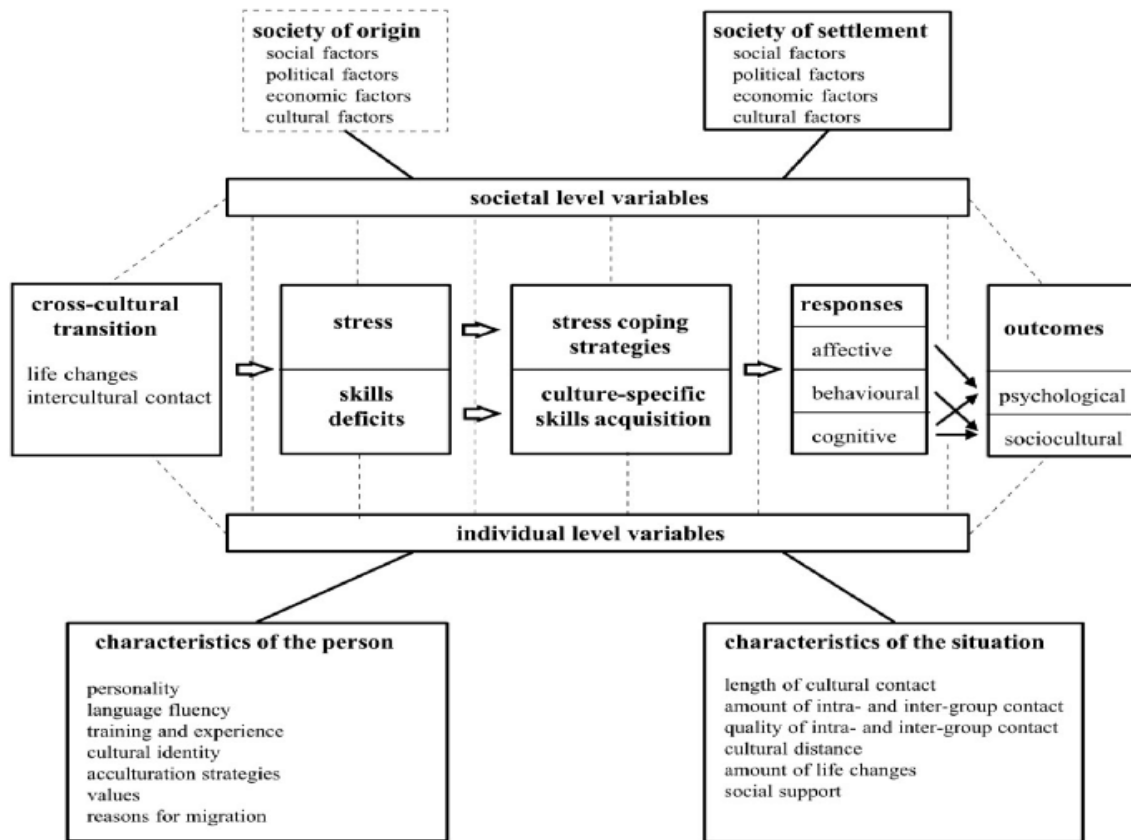 society of origin
social factors
political factors
economic factors
cultural factors
society of settlement
social factors
political factors
economic factors
cultural factors
societal level variables
cross-cultural
transition
life changes
intercultural contact
stress
skills
deficits
stress coping
strategies
culture-specific
skills acquisition
responses
affective
behavioural
cognitive
outcomes
psychological
sociocultural
individual level variables
characteristics of the person
personality
language fluency
training and experience
cultural identity
acculturation strategies
values
reasons for migration
characteristics of the situation
length of cultural contact
amount of intra- and inter-group contact
quality of intra- and inter-group contact
cultural distance
amount of life changes
social support